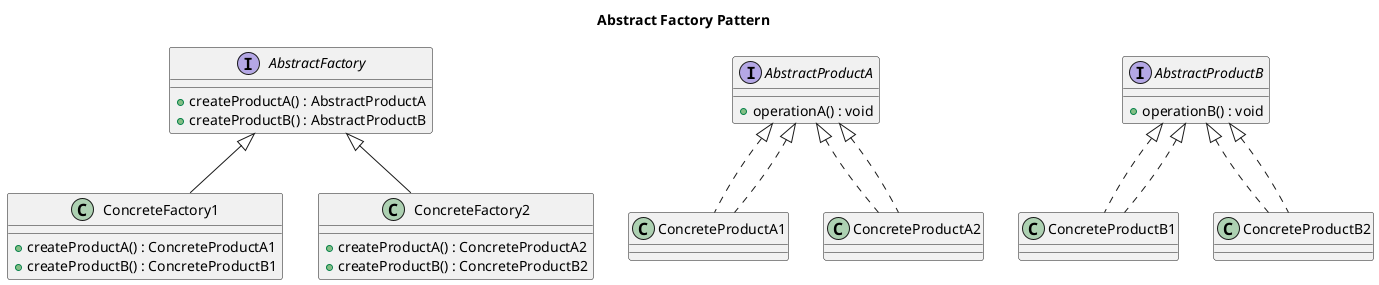 Abstract Factory Pattern
I AbstractFactory
createProductA() : AbstractProductA
createProductB() : AbstractProductB
I AbstractProductA
operationA() : void
I AbstractProductB
operationB() : void
C ConcreteFactory1
createProductA() : ConcreteProductA1
createProductB() : ConcreteProductB1
C ConcreteFactory2
createProductA() : ConcreteProductA2
createProductB() : ConcreteProductB2
C ConcreteProductA1
C ConcreteProductA2
C ConcreteProductB1
C ConcreteProductB2